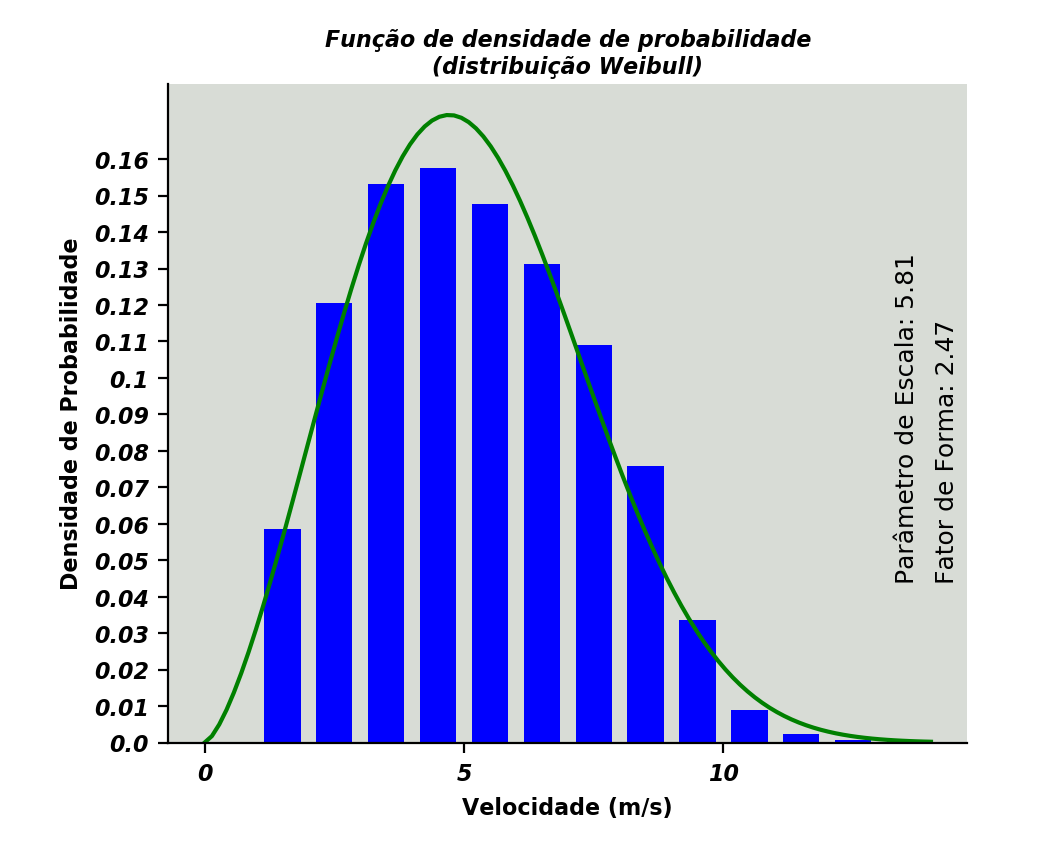 Função de densidade de probabilidade
(distribuição Weibull)
0.16
0.15
0.14
0.13
0.12
0.11
0.1
0.09
0.08
0.07
0.06
0.05
0.04
0.03
0.02
0.01
0.0
Densidade de Probabilidade
Parâmetro de Escala: 5.81
Fator de Forma: 2.47
0 5 10
Velocidade (m/s)